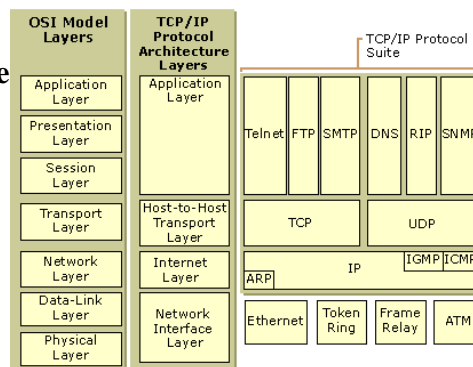 OSI Model
Layers
Application
Layer
Presentation
Layer
Session
Layer
Transport
Layer
Network
Layer
Data-Link
Layer
Physical
Layer
TCP/IP
Protocol
Architecture
Layers
Application
Layer
Host-to-Host
Transport
Layer
Internet
Layer
Network
Interface
Layer
TCP/IP Protocol
Suite
Telnet FTP SMTP DNS RIP SNMP
TCP UDP
IGMP ICMP
IP
ARP
Ethernet
Token
Ring
Frame
Relay
ATM
e